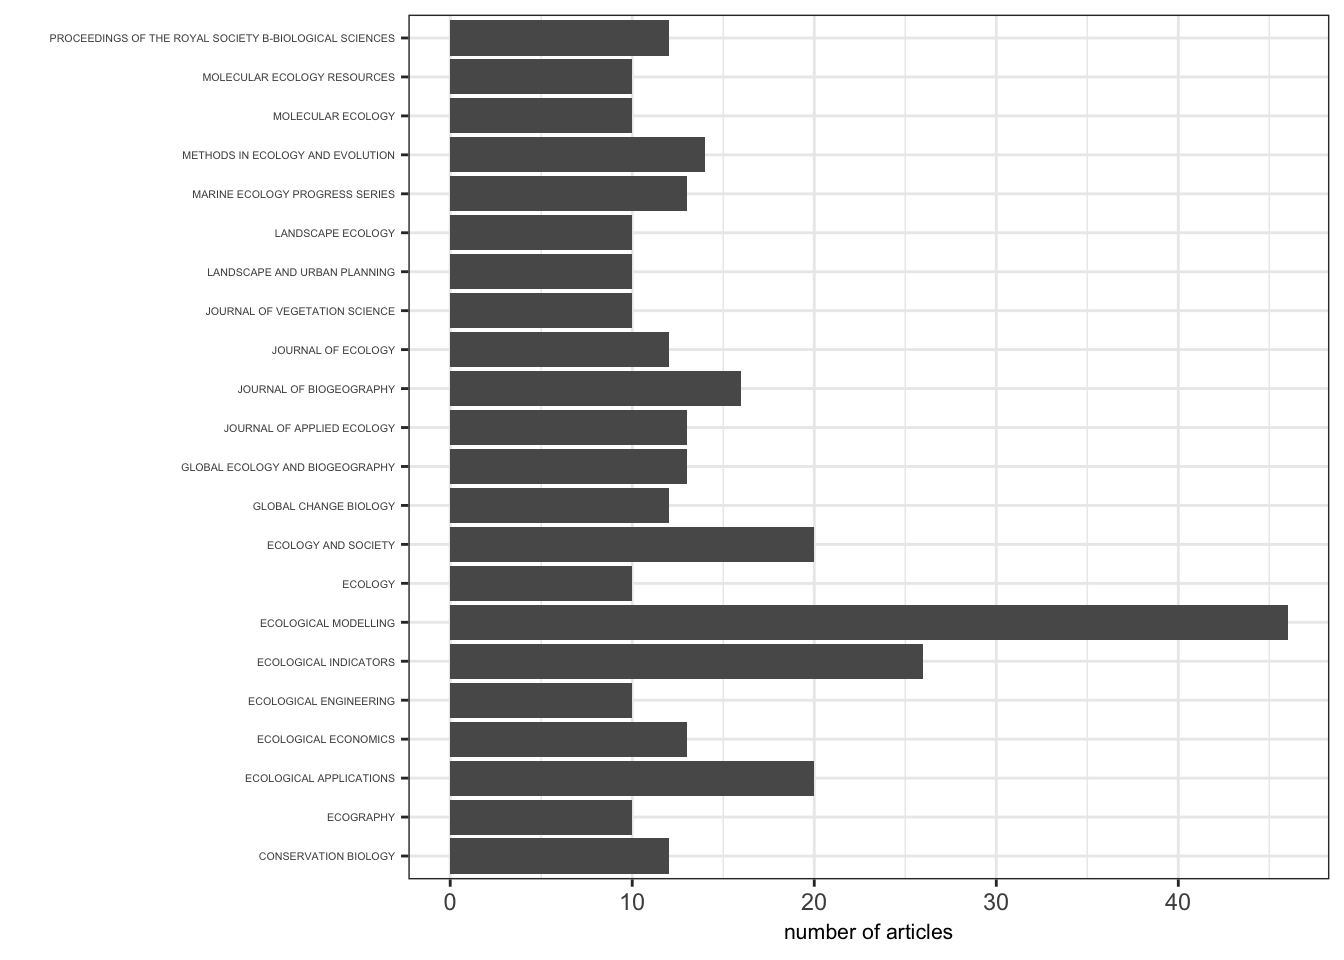 PROCEEDINGS OF THE ROYAL SOCIETY B-BIOLOGICAL SCIENCES
MOLECULAR ECOLOGY RESOURCES
MOLECULAR ECOLOGY
METHODS IN ECOLOGY AND EVOLUTION
MARINE ECOLOGY PROGRESS SERIES
LANDSCAPE ECOLOGY
LANDSCAPE AND URBAN PLANNING
JOURNAL OF VEGETATION SCIENCE
JOURNAL OF ECOLOGY
JOURNAL OF BIOGEOGRAPHY
JOURNAL OF APPLIED ECOLOGY
GLOBAL ECOLOGY AND BIOGEOGRAPHY
GLOBAL CHANGE BIOLOGY
ECOLOGY AND SOCIETY
ECOLOGY
ECOLOGICAL MODELLING
ECOLOGICAL INDICATORS
ECOLOGICAL ENGINEERING
ECOLOGICAL ECONOMICS
ECOLOGICAL APPLICATIONS
ECOGRAPHY
CONSERVATION BIOLOGY
0 10 20 30 40
number of articles